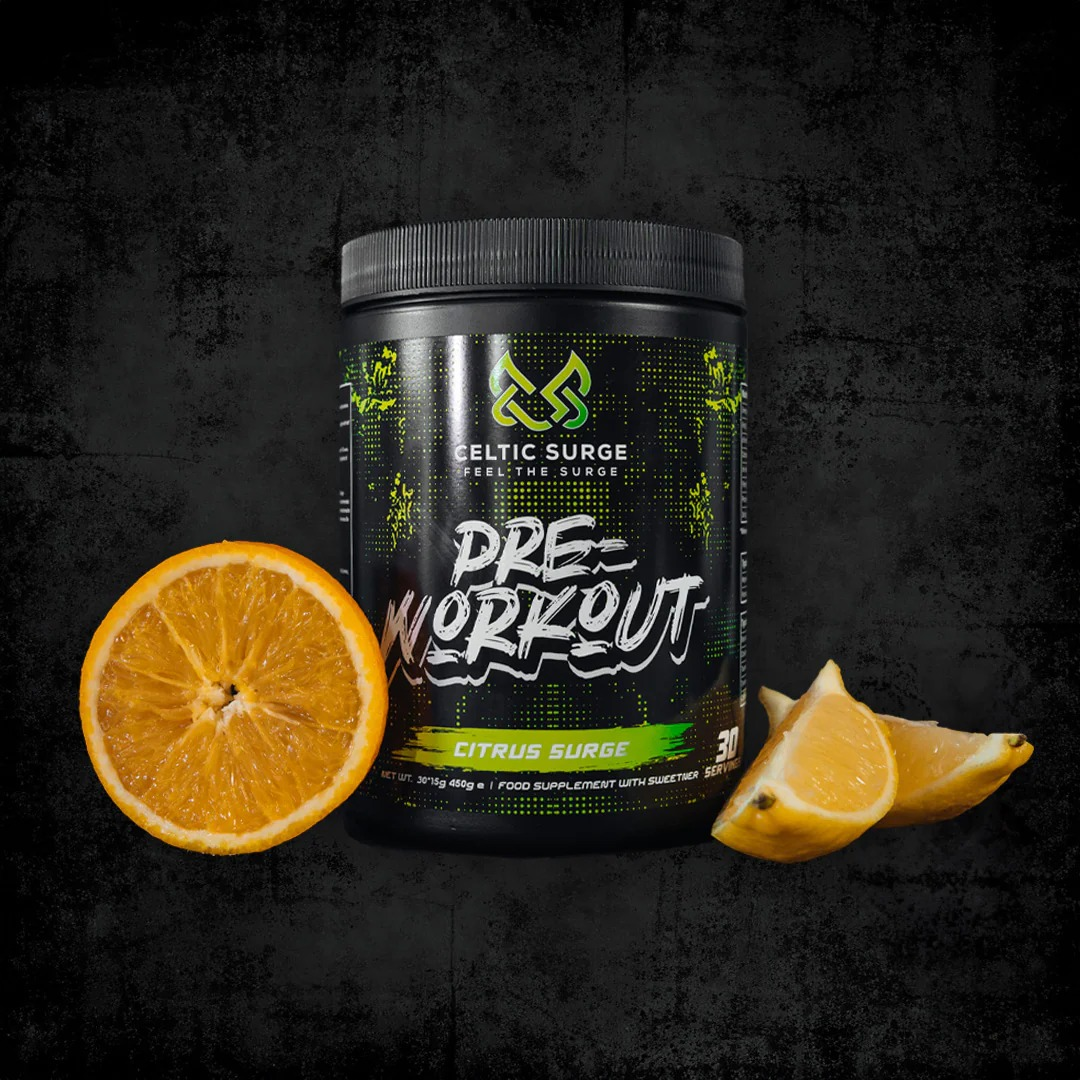 CELTIC SURGE
FEEL THE SURGE
PRE-
WORKOUT
CITRUS SURGE
30
SERVINGS
NET WT. 30*15g 450g e | FOOD SUPPLEMENT WITH SWEETNER